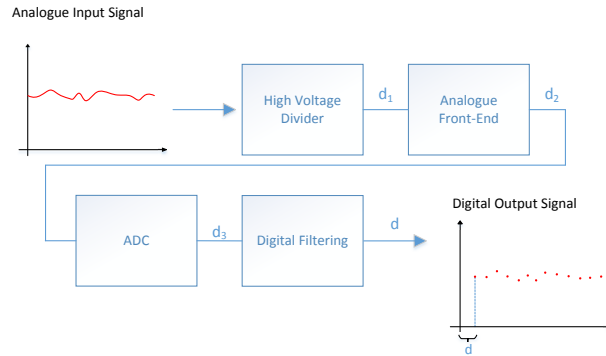 Analogue Input Signal
High Voltage
Divider
d₁
Analogue
Front-End
d₂
ADC
d₃
Digital Filtering
d
Digital Output Signal
d